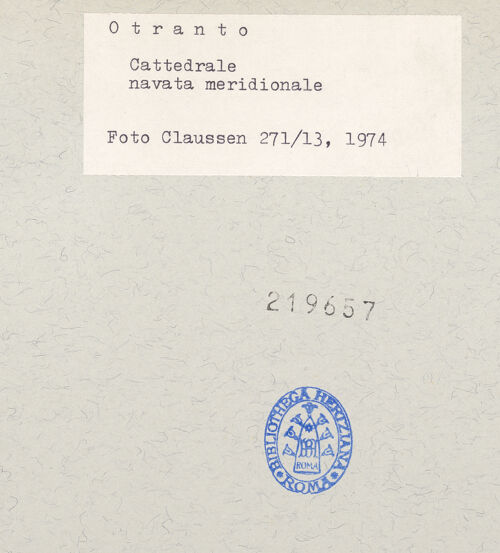 O t r a n t o
Cattedrale
navata meridionale
Foto Claussen 271/13, 1974
219657
BIBLIOTHECA HERTZIANA
ROMA
ROMA